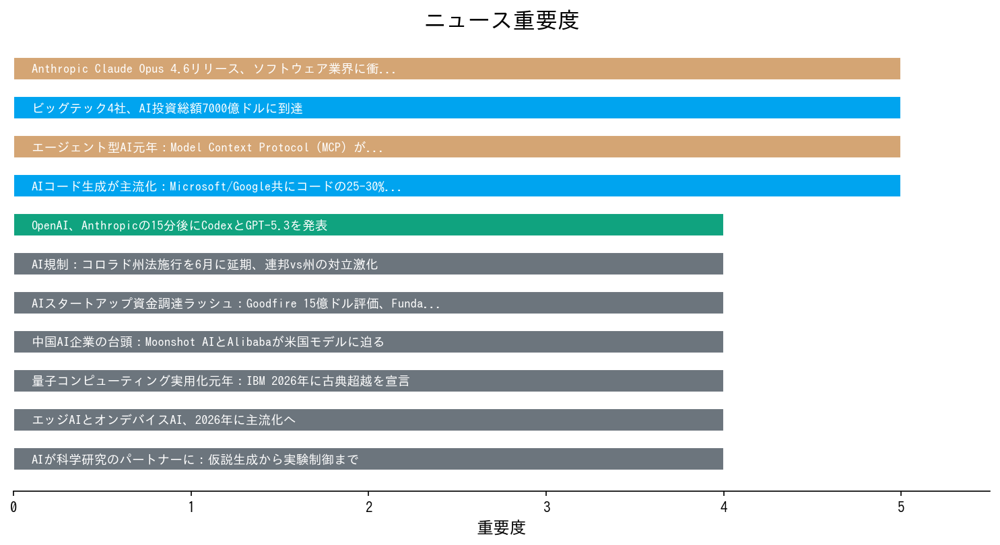 ニュース重要度
Anthropic Claude Opus 4.6リリース、ソフトウェア業界に衝...
ビッグテック4社、AI投資総額7000億ドルに到達
エージェント型AI元年：Model Context Protocol（MCP）が...
AIコード生成が主流化：Microsoft/Google共にコードの25-30%...
OpenAI、Anthropicの15分後にCodexとGPT-5.3を発表
AI規制：コロラド州法施行を6月に延期、連邦vs州の対立激化
AIスタートアップ資金調達ラッシュ：Goodfire 15億ドル評価、Funda...
中国AI企業の台頭：Moonshot AIとAlibabaが米国モデルに迫る
量子コンピューティング実用化元年：IBM 2026年に古典超越を宣言
エッジAIとオンデバイスAI、2026年に主流化へ
AIが科学研究のパートナーに：仮説生成から実験制御まで
0 1 2 3 4 5
重要度